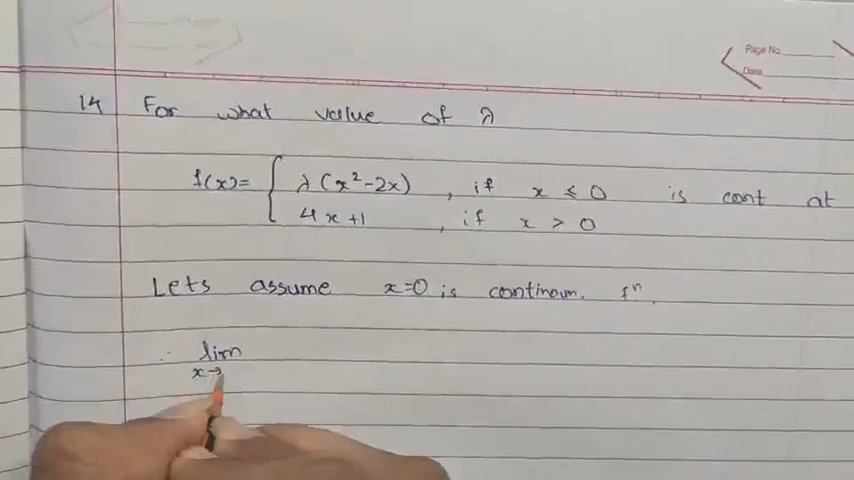 Page No.
Date
14 For what value of λ
f(x)= { λ(x²-2x) , if x ≤ 0 is cont at
4x+1 , if x > 0
Lets assume x=0 is continoum. fⁿ.
∴ lim
x→